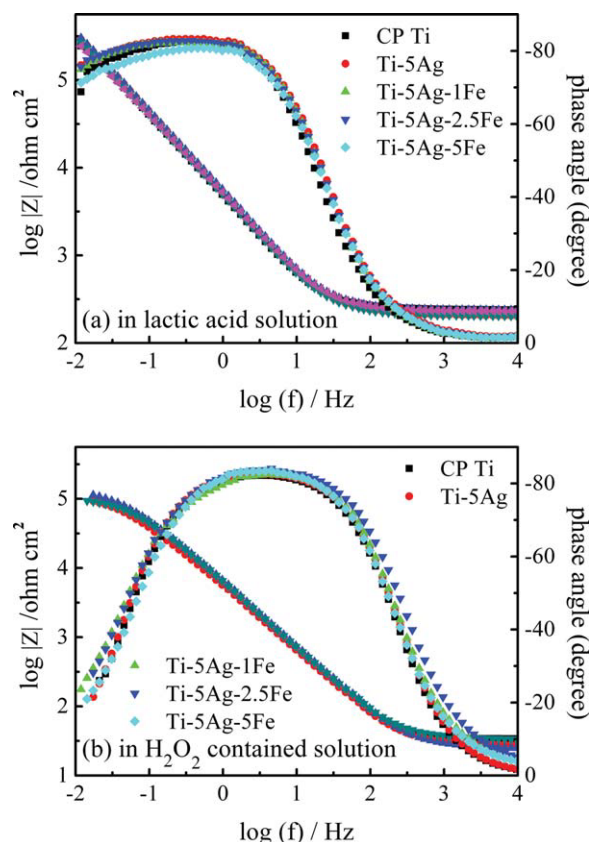 CP Ti
Ti-5Ag
Ti-5Ag-1Fe
Ti-5Ag-2.5Fe
Ti-5Ag-5Fe
log |Z| /ohm cm²
5
4
3
2
-80
-60
-40
-20
0
phase angle (degree)
(a) in lactic acid solution
-2 -1 0 1 2 3 4
log (f) / Hz
CP Ti
Ti-5Ag
log |Z| /ohm cm²
5
4
3
2
1
-80
-60
-40
-20
0
phase angle (degree)
Ti-5Ag-1Fe
Ti-5Ag-2.5Fe
Ti-5Ag-5Fe
(b) in H₂O₂ contained solution
-2 -1 0 1 2 3 4
log (f) / Hz